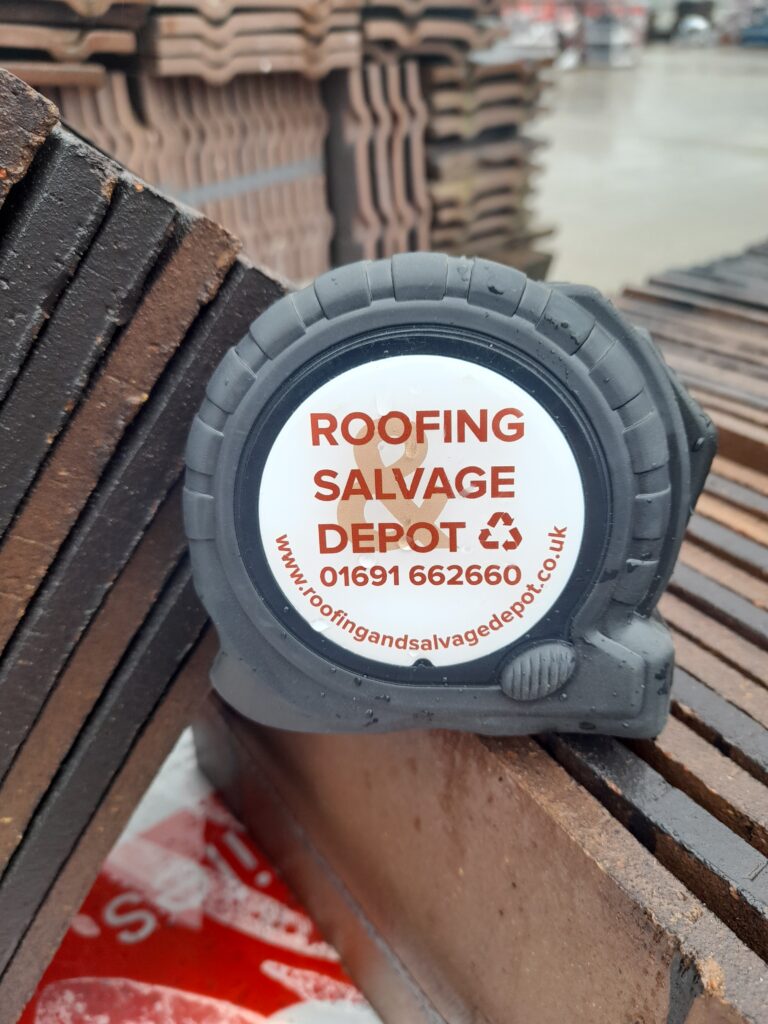 ROOFING
&
SALVAGE
DEPOT
01691 662660
www.roofingandsalvagedepot.co.uk